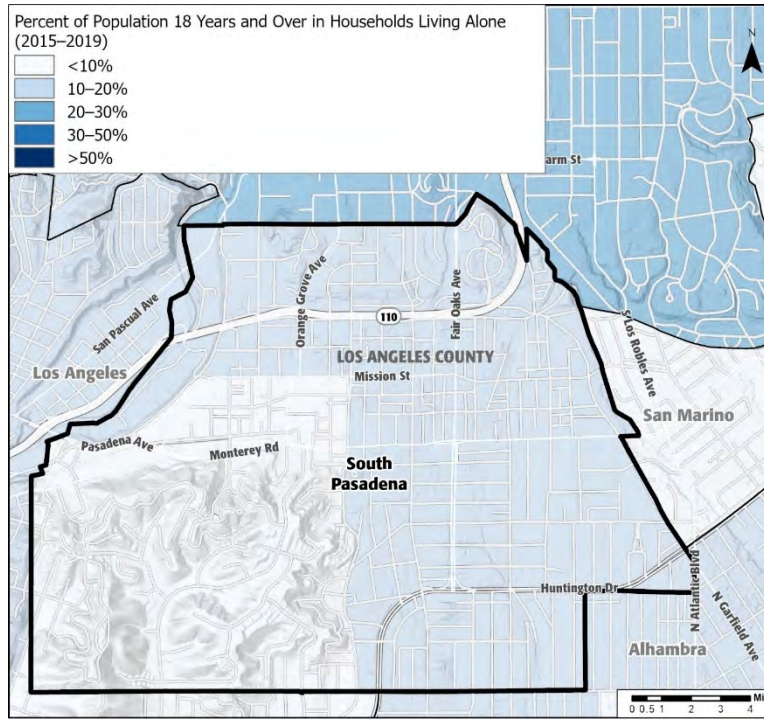 Percent of Population 18 Years and Over in Households Living Alone
(2015–2019)
<10%
10–20%
20–30%
30–50%
>50%
N
arm St
San Pascual Ave
Orange Grove Ave
Fair Oaks Ave
110
S Los Robles Ave
Los Angeles
LOS ANGELES COUNTY
Mission St
San Marino
Pasadena Ave
Monterey Rd
South
Pasadena
Huntington Dr
N Atlantic Blvd
N Garfield Ave
Alhambra
Mi
0 0.5 1 2 3 4